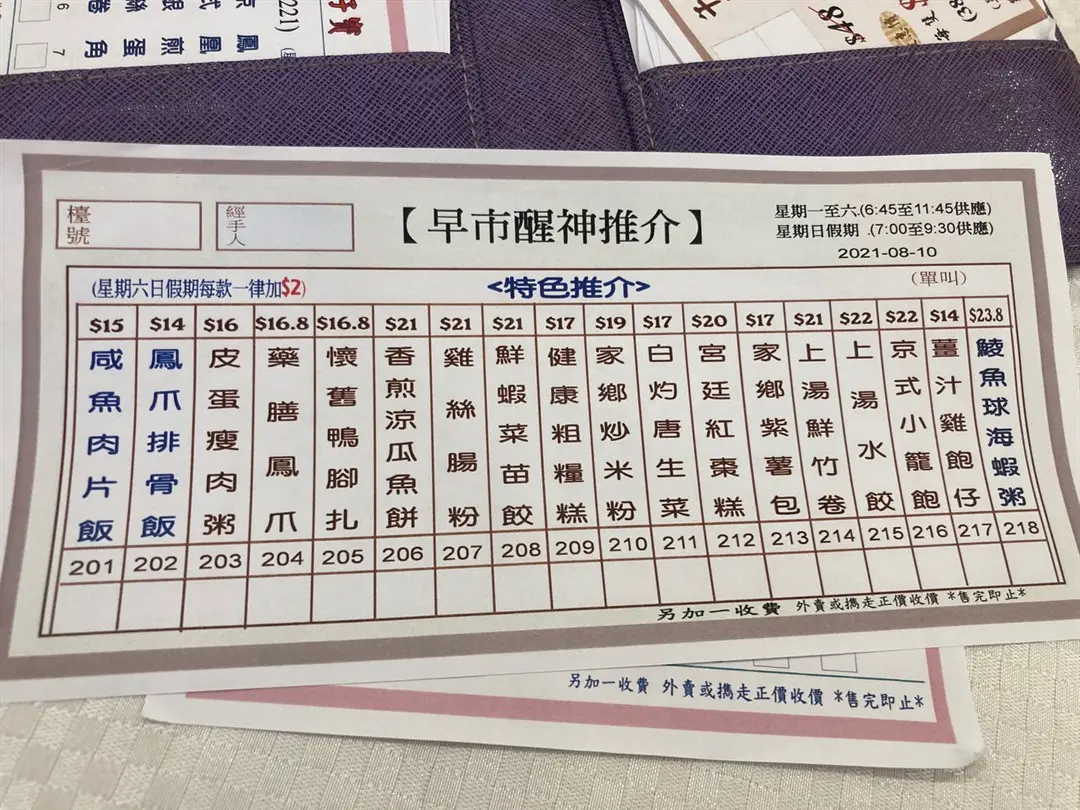 檯號
經手人
【早市醒神推介】
星期一至六.(6:45至11:45供應)
星期日假期 .(7:00至9:30供應)
2021-08-10
(星期六日假期每款一律加$2)
<特色推介>
(單叫)
$15 咸魚肉片飯 201
$14 鳳爪排骨飯 202
$16 皮蛋瘦肉粥 203
$16.8 藥膳鳳爪 204
$16.8 懷舊鴨腳扎 205
$21 香煎涼瓜魚餅 206
$21 雞絲腸粉 207
$21 鮮蝦菜苗餃 208
$17 健康粗糧糕 209
$19 家鄉炒米粉 210
$17 白灼唐生菜 211
$20 宮廷紅棗糕 212
$17 家鄉紫薯包 213
$21 上湯鮮竹卷 214
$22 上湯水餃 215
$22 京式小籠飽 216
$14 薑汁雞飽仔 217
$23.8 鯪魚球海蝦粥 218
另加一收費 外賣或攜走正價收價 *售完即止*
另加一收費 外賣或攜走正價收價 *售完即止*
$48
6
7